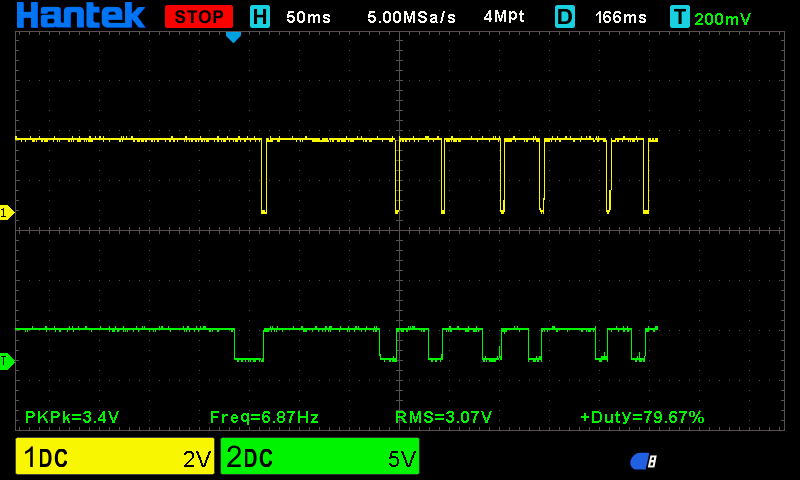 Hantek STOP H 50ms 5.00MSa/s 4Mpt D 166ms T 200mV
1
T
PKPk=3.4V Freq=6.87Hz RMS=3.07V +Duty=79.67%
1DC 2V 2DC 5V
8